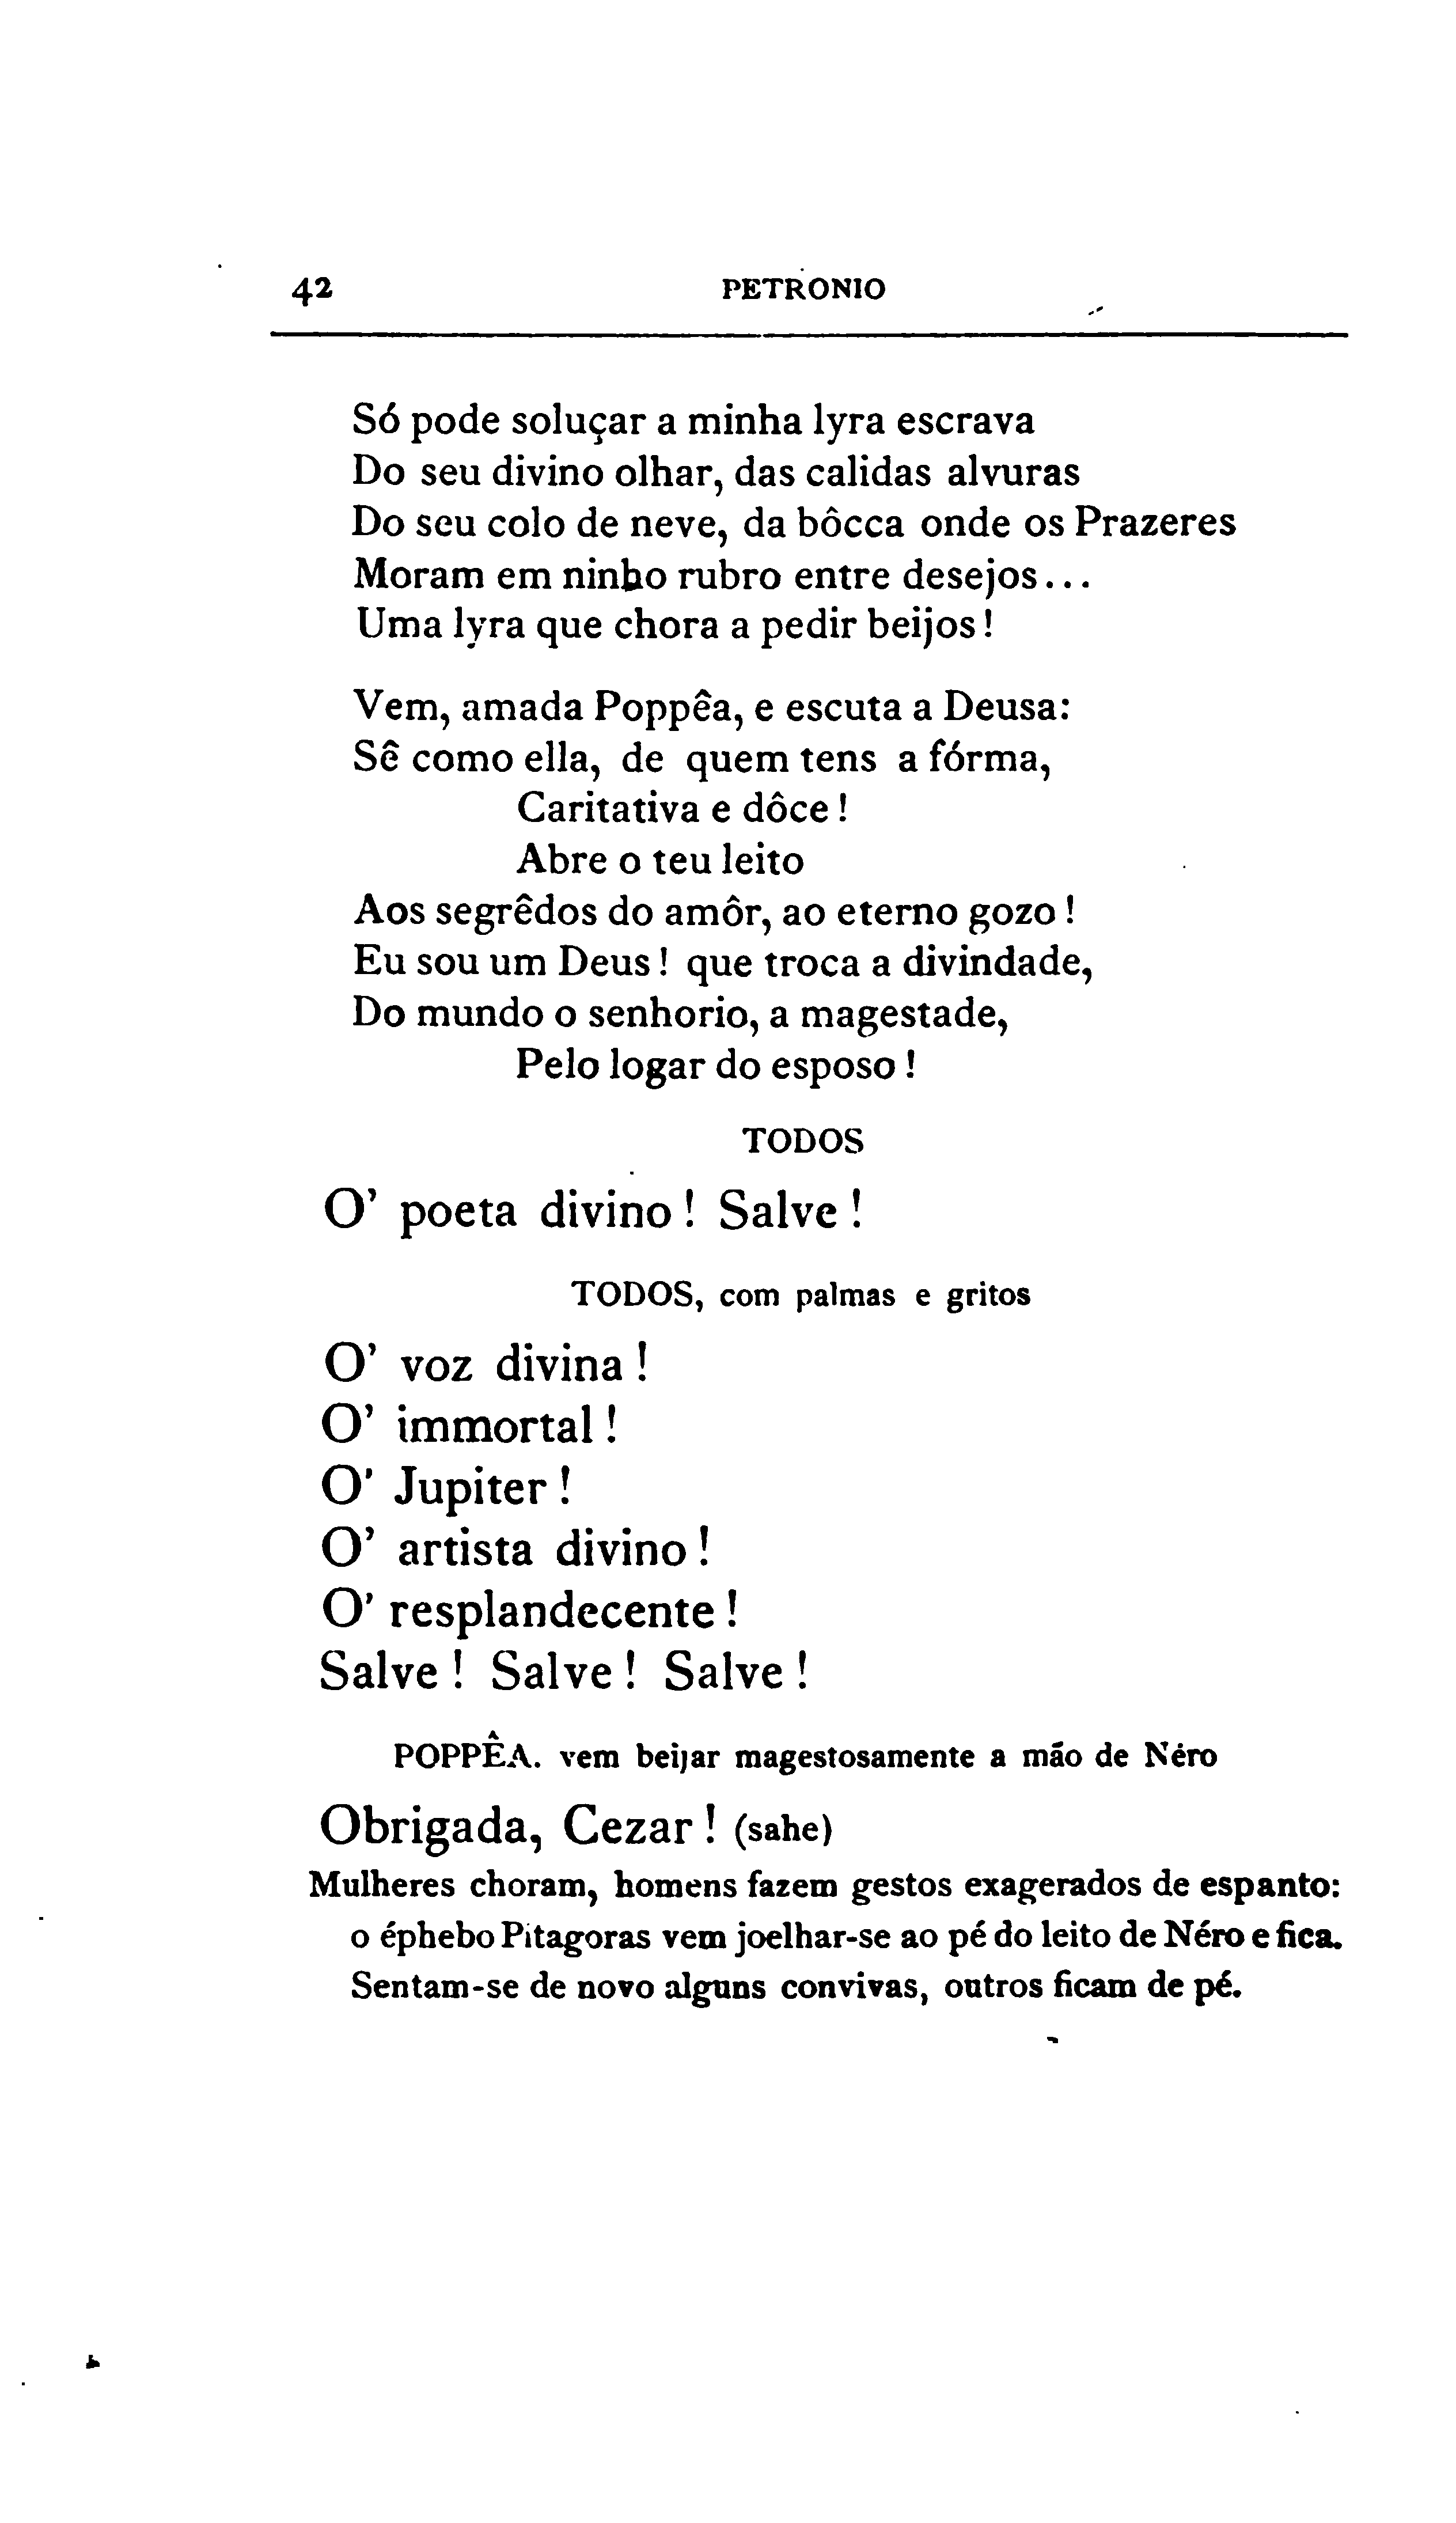 42 PETRONIO
Só pode soluçar a minha lyra escrava
Do seu divino olhar, das calidas alvuras
Do seu colo de neve, da bôcca onde os Prazeres
Moram em ninho rubro entre desejos...
Uma lyra que chora a pedir beijos!
Vem, amada Poppêa, e escuta a Deusa:
Sê como ella, de quem tens a fórma,
Caritativa e dôce!
Abre o teu leito
Aos segrêdos do amôr, ao eterno gozo!
Eu sou um Deus! que troca a divindade,
Do mundo o senhorio, a magestade,
Pelo logar do esposo!
TODOS
O' poeta divino! Salve!
TODOS, com palmas e gritos
O' voz divina!
O' immortal!
O' Jupiter!
O' artista divino!
O' resplandecente!
Salve! Salve! Salve!
POPPÊA. vem beijar magestosamente a mão de Néro
Obrigada, Cezar! (sahe)
Mulheres choram, homens fazem gestos exagerados de espanto:
o éphebo Pitagoras vem joelhar-se ao pé do leito de Néro e fica.
Sentam-se de novo alguns convivas, outros ficam de pé.